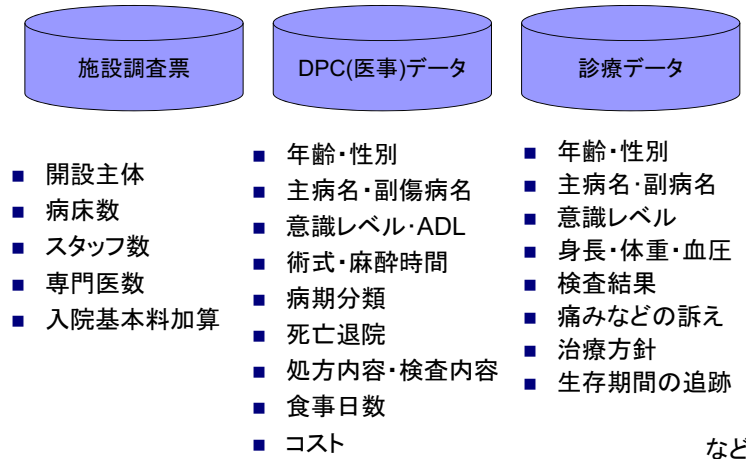 施設調査票
DPC(医事)データ
診療データ
■ 開設主体
■ 病床数
■ スタッフ数
■ 専門医数
■ 入院基本料加算
■ 年齢・性別
■ 主病名・副傷病名
■ 意識レベル・ADL
■ 術式・麻酔時間
■ 病期分類
■ 死亡退院
■ 処方内容・検査内容
■ 食事日数
■ コスト
■ 年齢・性別
■ 主病名・副病名
■ 意識レベル
■ 身長・体重・血圧
■ 検査結果
■ 痛みなどの訴え
■ 治療方針
■ 生存期間の追跡
など